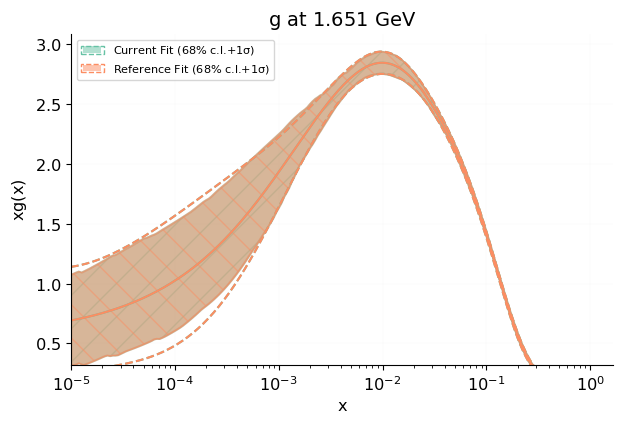 g at 1.651 GeV
Current Fit (68% c.l.+1σ)
Reference Fit (68% c.l.+1σ)
3.0
2.5
2.0
1.5
1.0
0.5
xg(x)
10⁻⁵ 10⁻⁴ 10⁻³ 10⁻² 10⁻¹ 10⁰
x